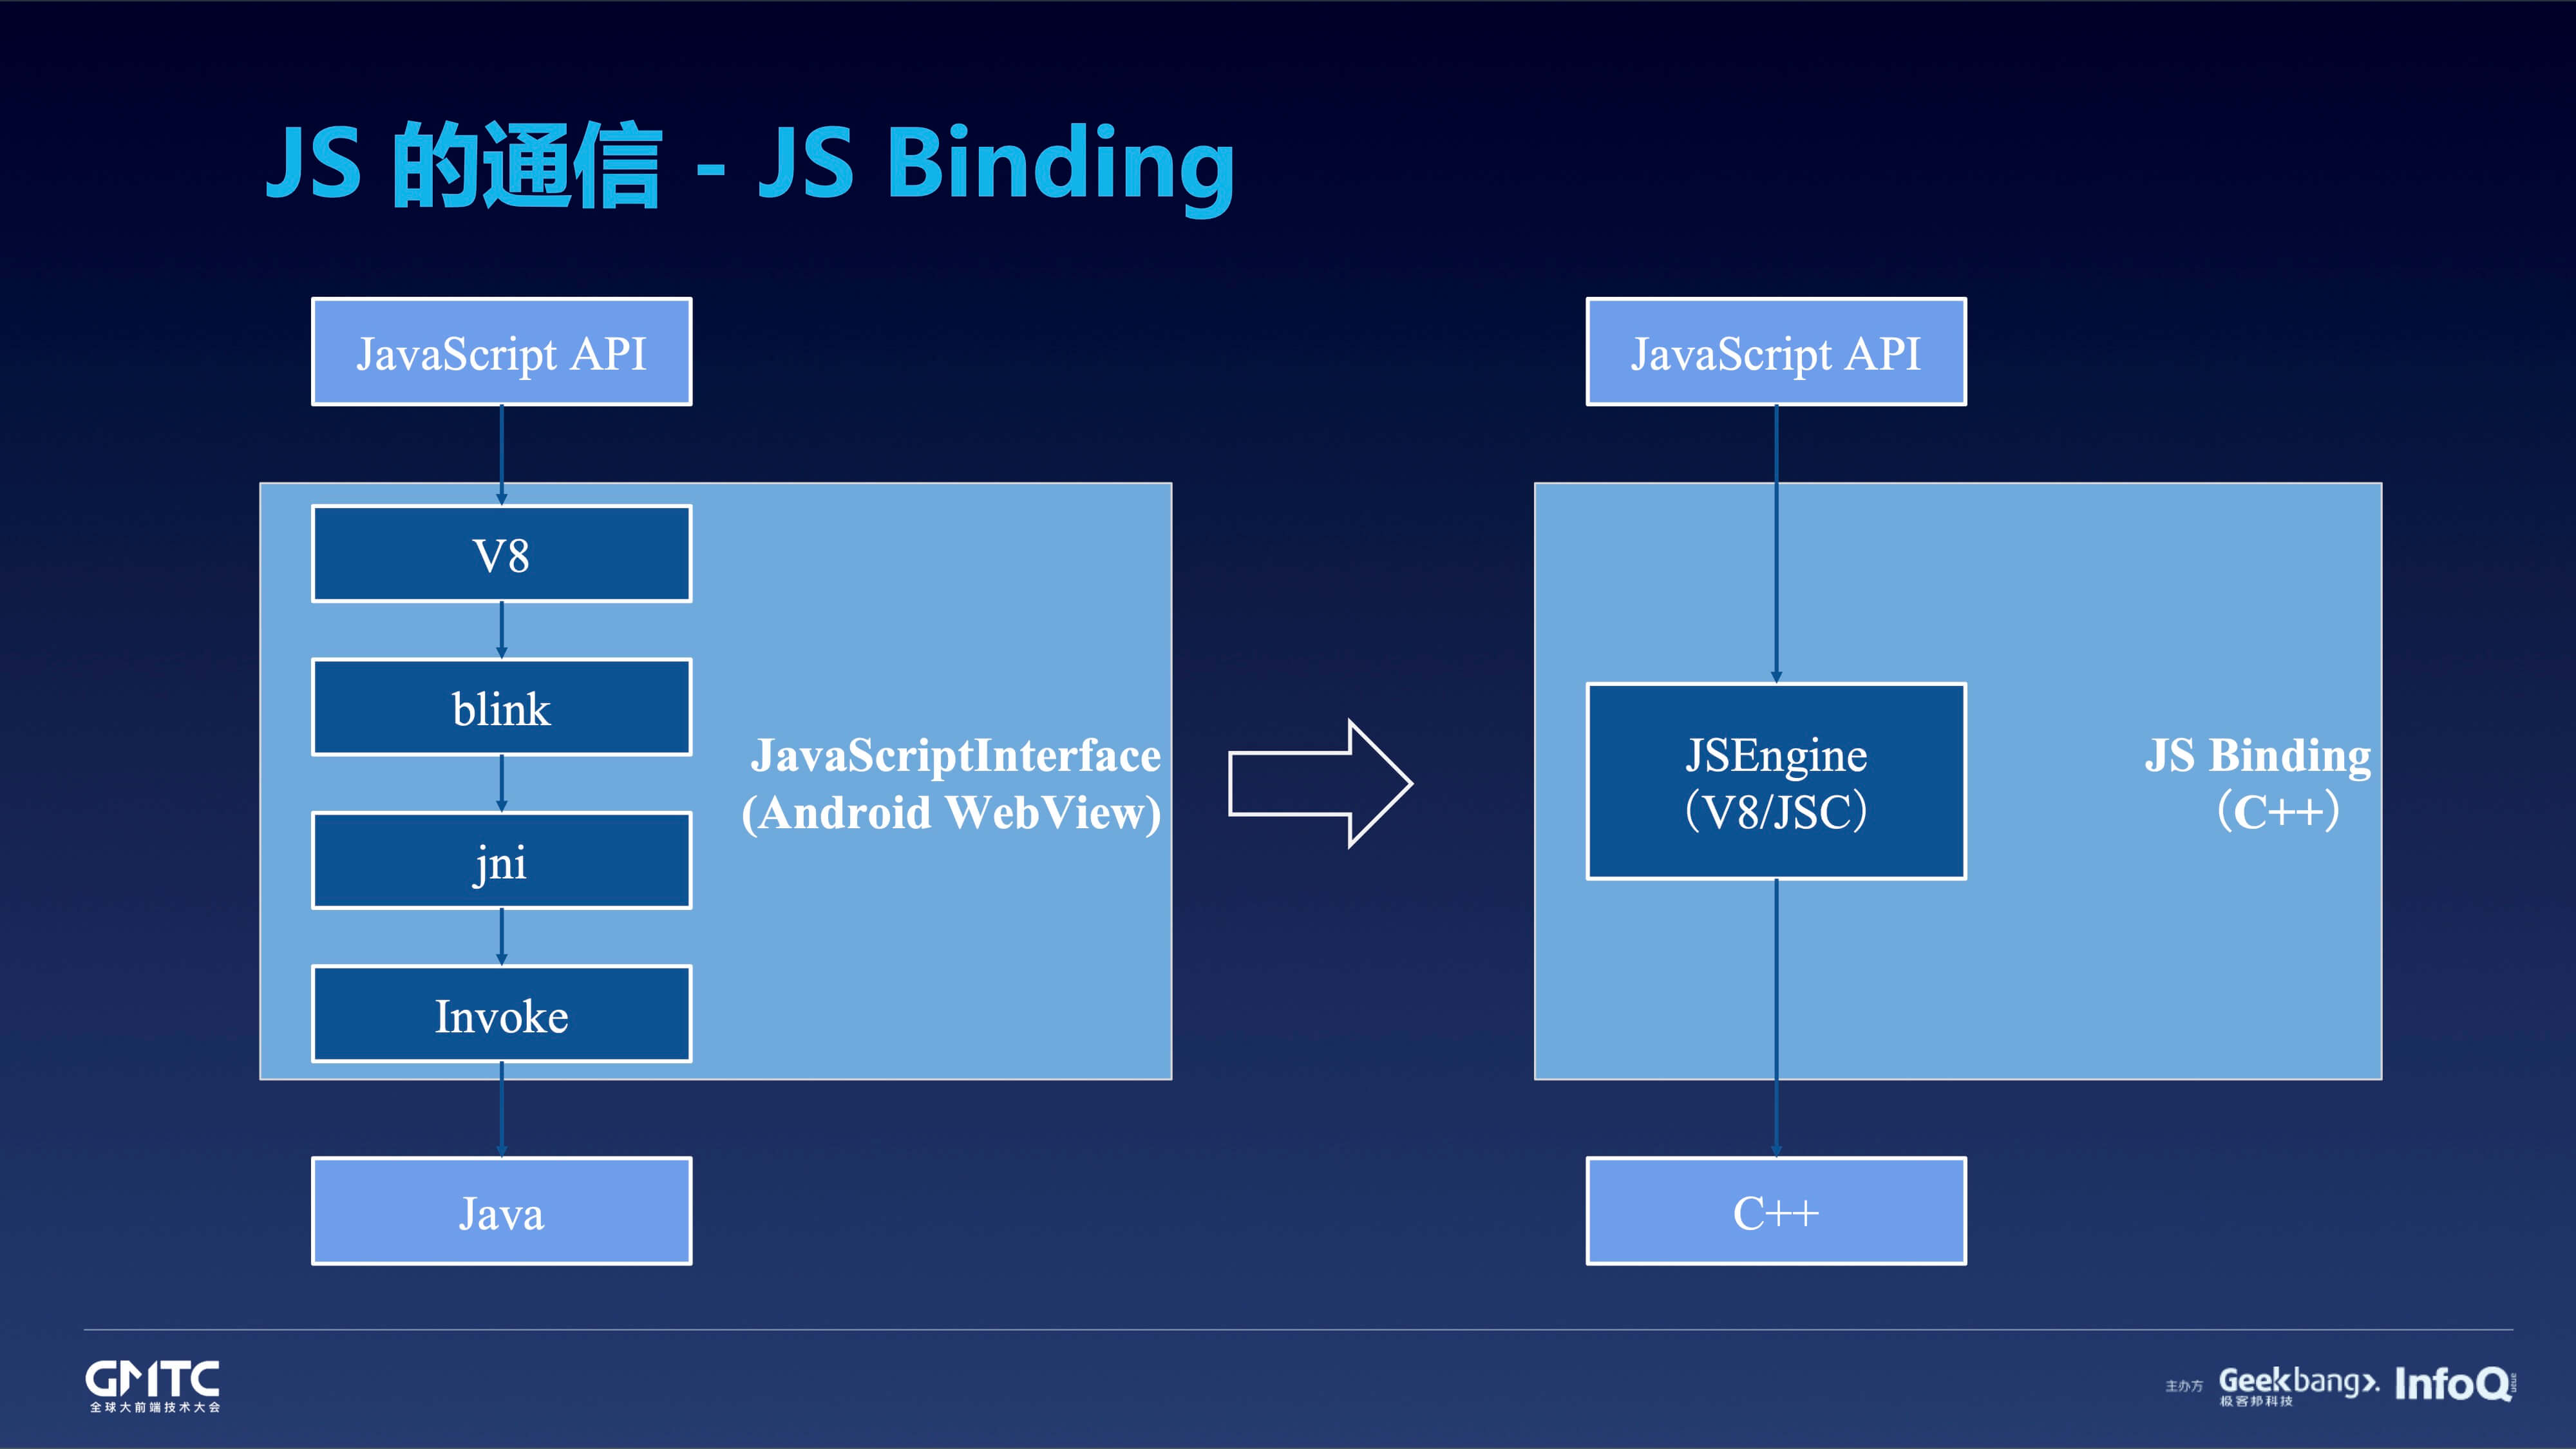 JS 的通信 - JS Binding
JavaScript API
V8
blink
jni
Invoke
JavaScriptInterface
(Android WebView)
Java
JavaScript API
JSEngine
（V8/JSC）
JS Binding
（C++）
C++
GMTC
全球大前端技术大会
主办方
Geekbang>.
极客邦科技
InfoQ